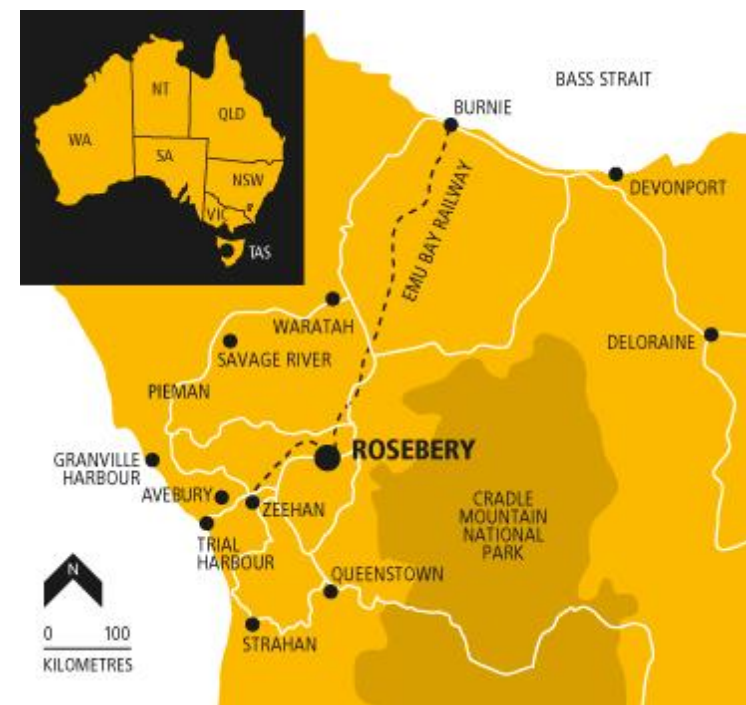 NT
WA
QLD
SA
NSW
VIC
TAS
BASS STRAIT
BURNIE
DEVONPORT
EMU BAY RAILWAY
WARATAH
SAVAGE RIVER
DELORAINE
PIEMAN
ROSEBERY
GRANVILLE
HARBOUR
AVEBURY
ZEEHAN
CRADLE
MOUNTAIN
NATIONAL
PARK
TRIAL
HARBOUR
QUEENSTOWN
STRAHAN
N
0 100
KILOMETRES